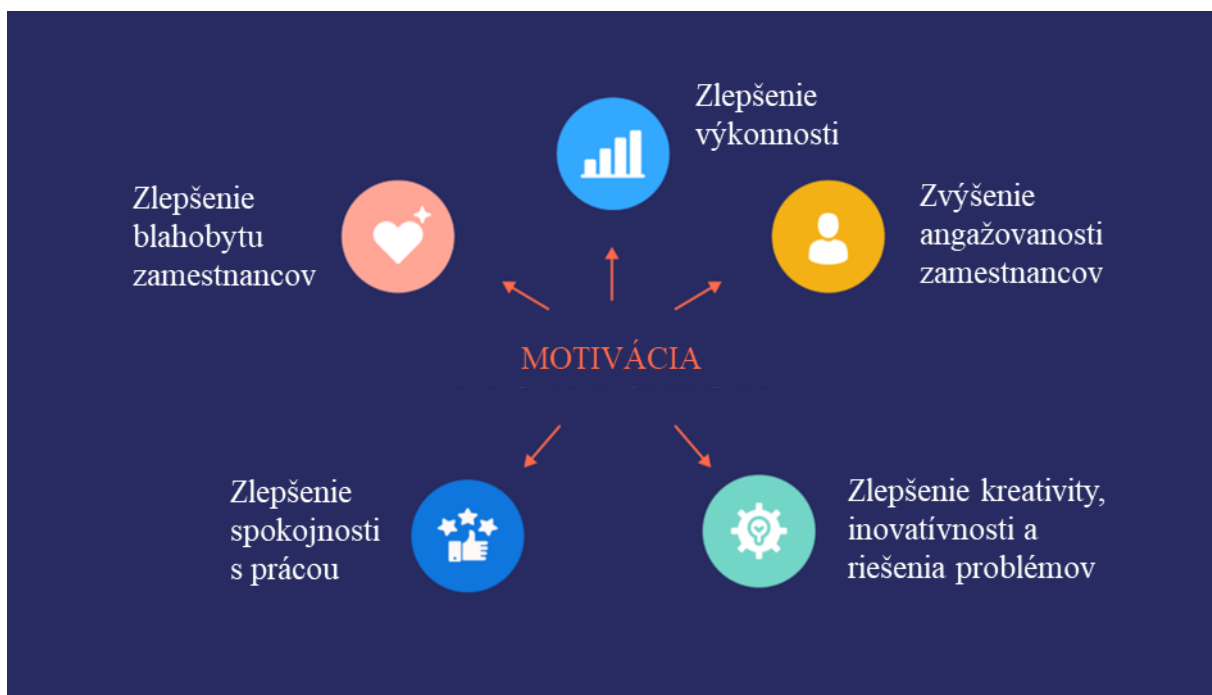 Zlepšenie
výkonnosti
Zlepšenie
blahobytu
zamestnancov
Zvýšenie
angažovanosti
zamestnancov
MOTIVÁCIA
Zlepšenie
spokojnosti
s prácou
Zlepšenie kreativity,
inovatívnosti a
riešenia problémov